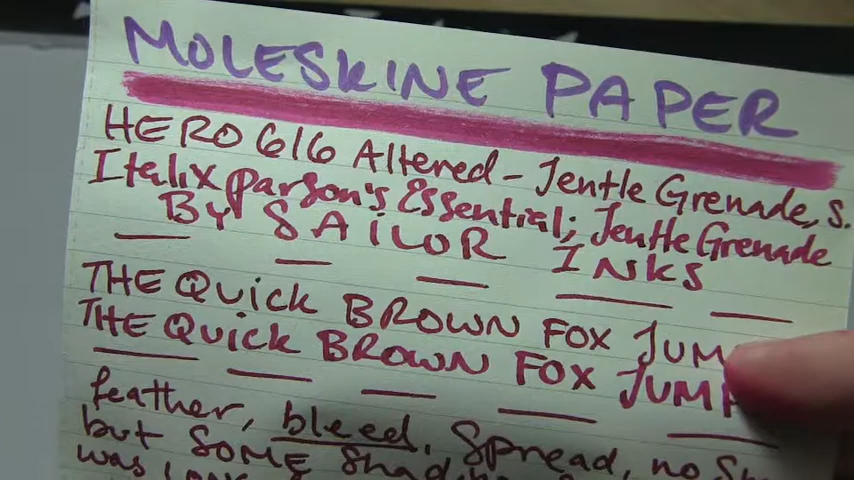 MOLESKINE PAPER
HERO 616 Altered - Jentle Grenade, S.
Italix Parson's Essential; Jentle Grenade
BY SAILOR INKS
THE QUICK BROWN FOX JUM
THE QUICK BROWN FOX JUMP
feather, bleed, Spread, no
but SOME
was